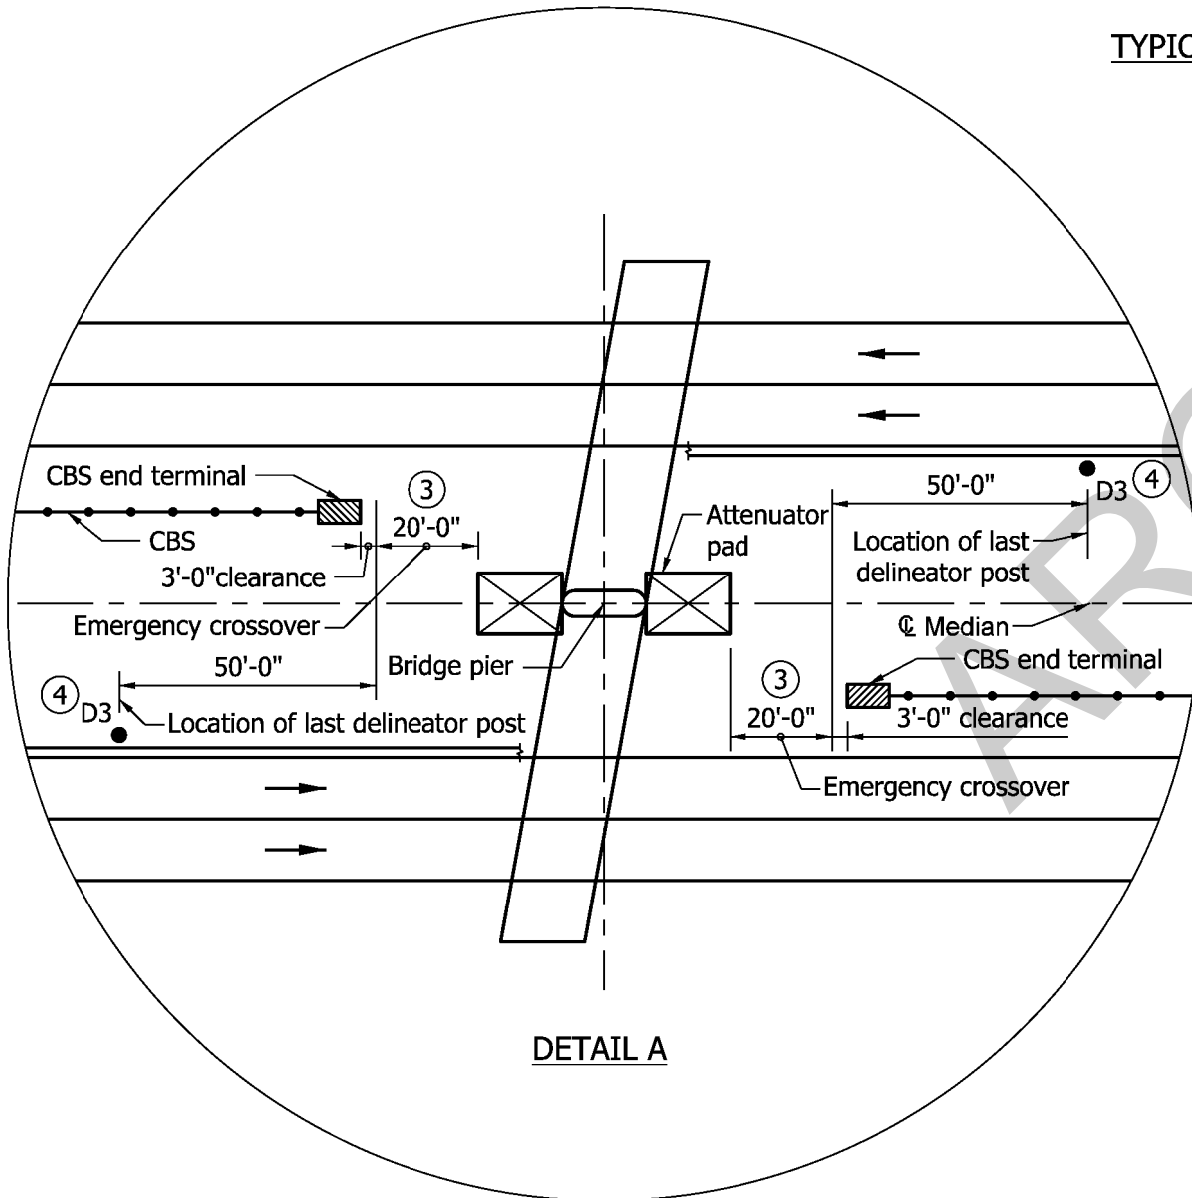 TYPIC
CBS end terminal
3
20'-0"
CBS
3'-0"clearance
Emergency crossover
50'-0"
4
D3
Location of last delineator post
Bridge pier
Attenuator
pad
50'-0"
D3
4
Location of last
delineator post
℄ Median
CBS end terminal
3
20'-0"
3'-0" clearance
Emergency crossover
DETAIL A
ARC